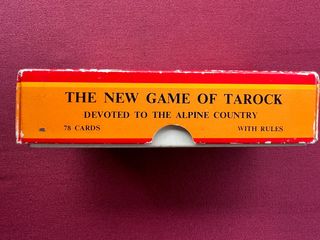 THE NEW GAME OF TAROCK
DEVOTED TO THE ALPINE COUNTRY
78 CARDS WITH RULES